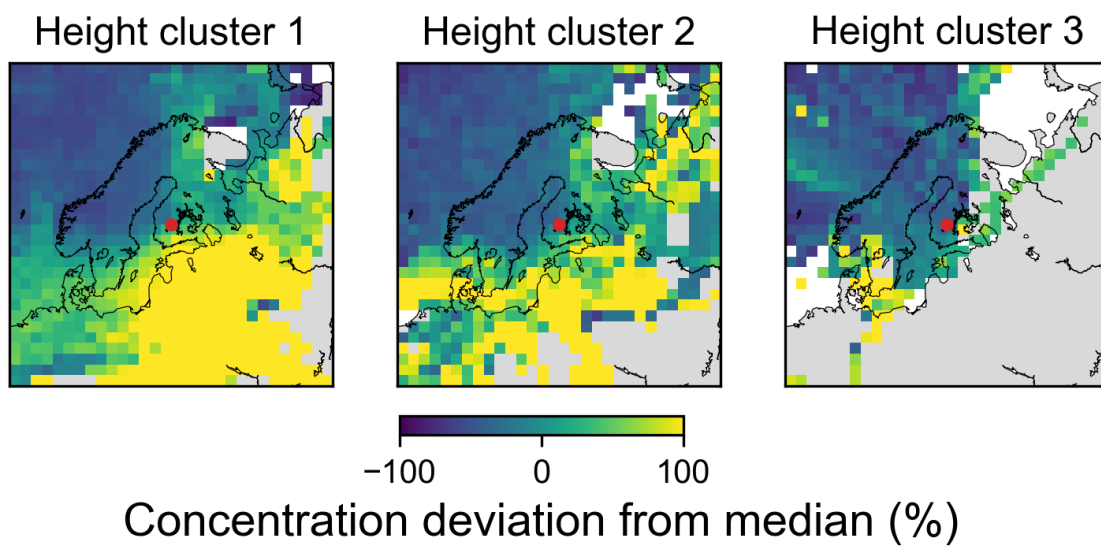 Height cluster 1 Height cluster 2 Height cluster 3
−100 0 100
Concentration deviation from median (%)